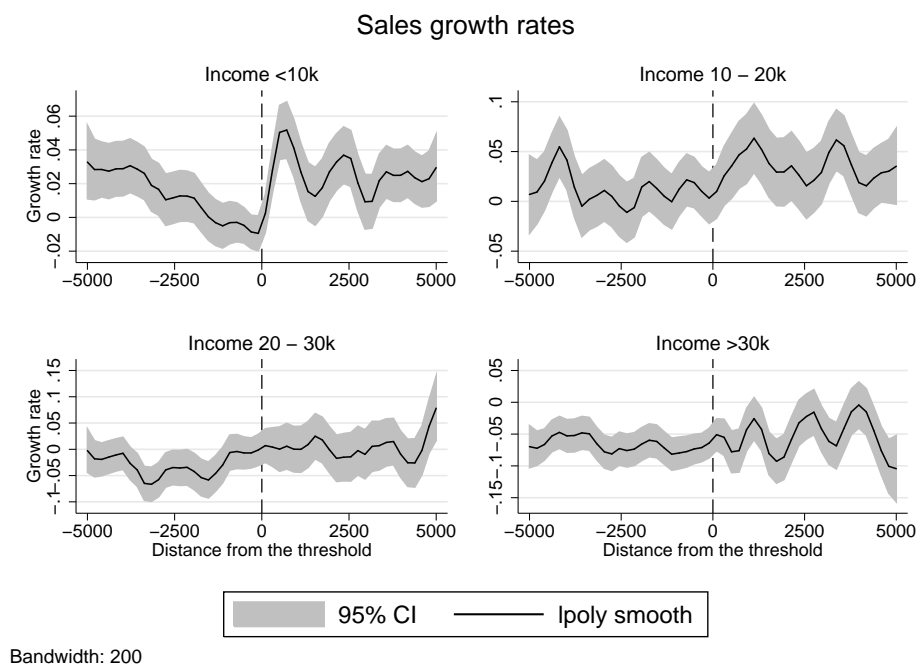 Sales growth rates
Income <10k
Growth rate
−.02 0 .02 .04 .06
−5000 −2500 0 2500 5000
Income 10 − 20k
−.05 0 .05 .1
−5000 −2500 0 2500 5000
Income 20 − 30k
Growth rate
−.1 −.05 0 .05 .1 .15
−5000 −2500 0 2500 5000
Distance from the threshold
Income >30k
−.15 −.1 −.05 0 .05
−5000 −2500 0 2500 5000
Distance from the threshold
95% CI lpoly smooth
Bandwidth: 200